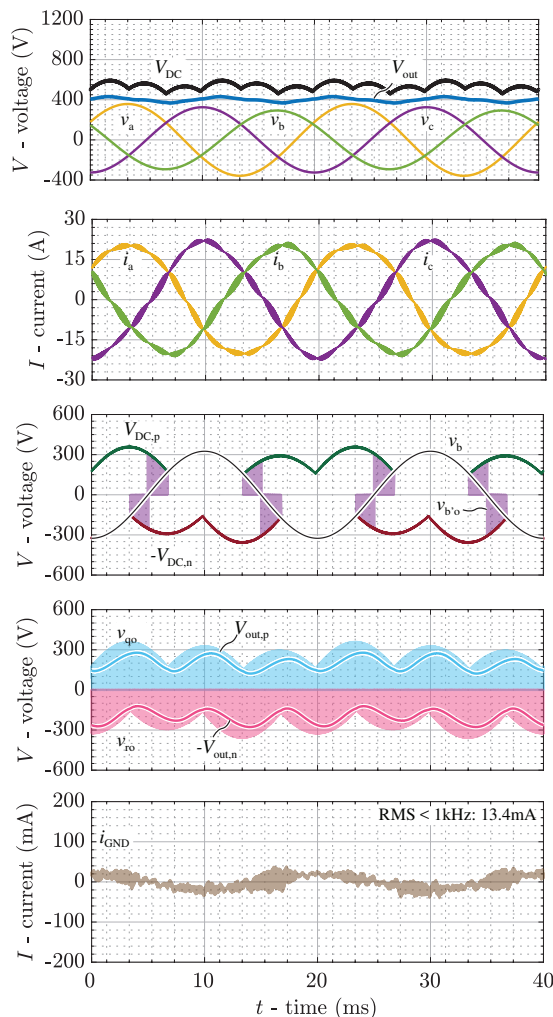 1200
800
400
0
-400
V - voltage (V)
V_DC
V_out
v_a
v_b
v_c
30
15
0
-15
-30
I - current (A)
i_a
i_b
i_c
600
300
0
-300
-600
V - voltage (V)
V_DC,p
v_b
v_b'o
-V_DC,n
600
300
0
-300
-600
V - voltage (V)
v_qo
V_out,p
v_ro
-V_out,n
200
100
0
-100
-200
I - current (mA)
RMS < 1kHz: 13.4mA
i_GND
0 10 20 30 40
t - time (ms)